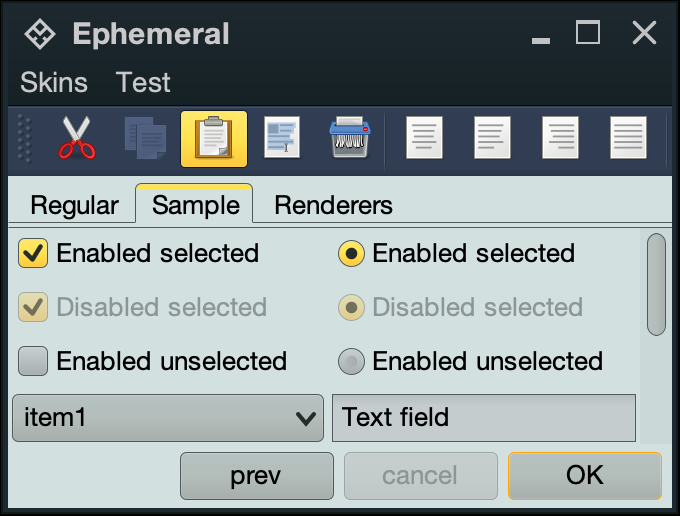 Ephemeral
Skins Test
Regular Sample Renderers
Enabled selected Enabled selected
Disabled selected Disabled selected
Enabled unselected Enabled unselected
item1 Text field
prev cancel OK